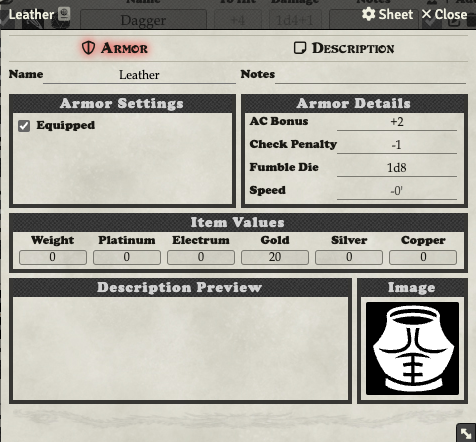 Name To Hit Damage Notes
Dagger +4 1d4+1
Leather Sheet Close
Armor Description
Name Leather Notes
Armor Settings Armor Details
Equipped
AC Bonus +2
Check Penalty -1
Fumble Die 1d8
Speed -0'
Item Values
Weight Platinum Electrum Gold Silver Copper
0 0 0 20 0 0
Description Preview Image